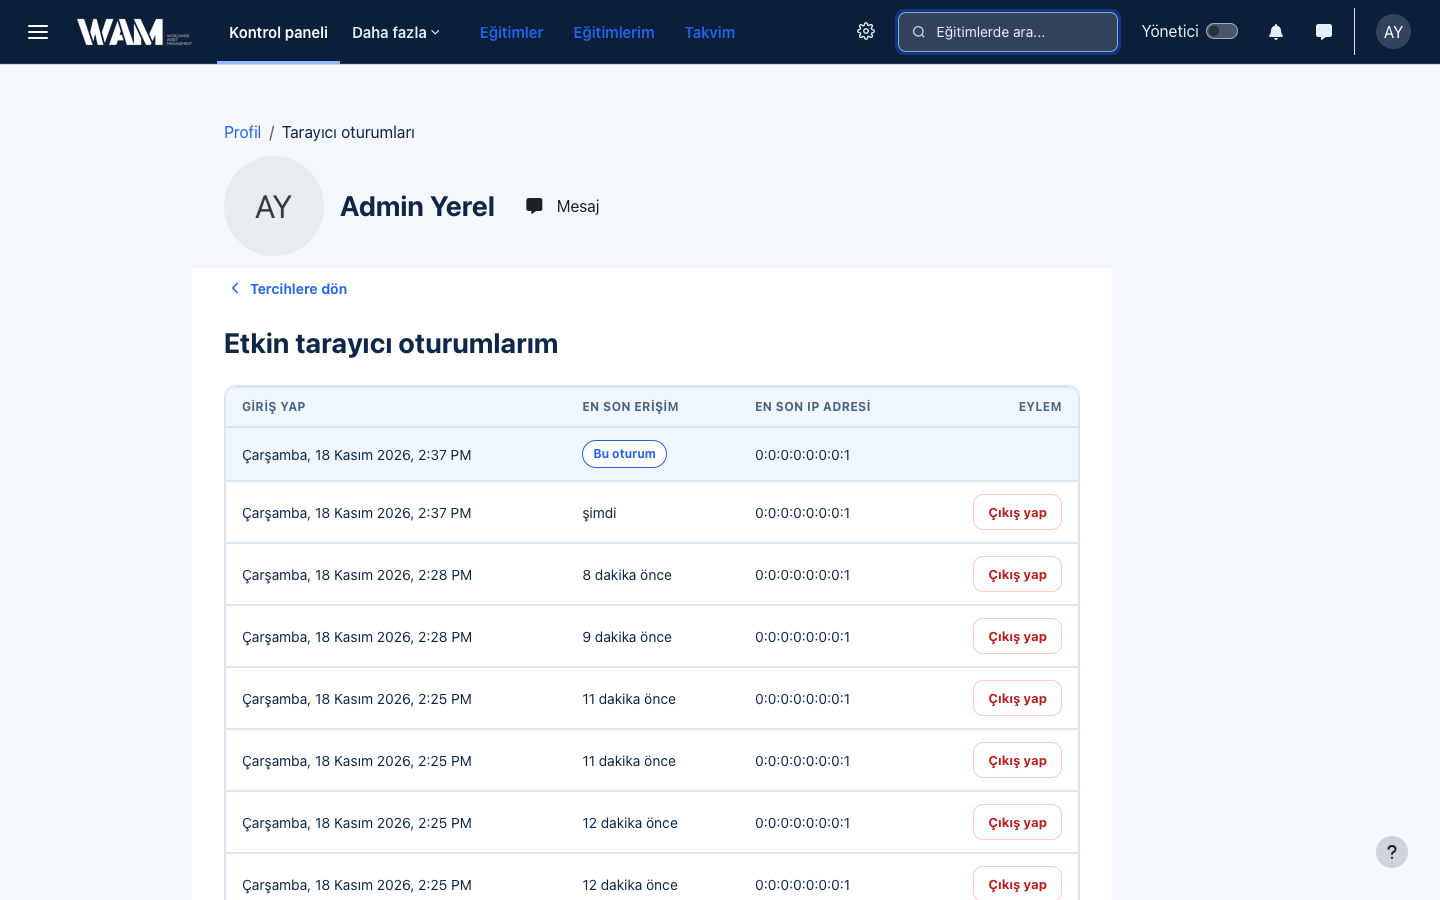 WAM WORLDWIDE ASSET MANAGEMENT
Kontrol paneli
Daha fazla
Eğitimler
Eğitimlerim
Takvim
Eğitimlerde ara...
Yönetici
AY
Profil / Tarayıcı oturumları
AY
Admin Yerel
Mesaj
Tercihlere dön
Etkin tarayıcı oturumlarım
GİRİŞ YAP EN SON ERİŞİM EN SON IP ADRESİ EYLEM
Çarşamba, 18 Kasım 2026, 2:37 PM Bu oturum 0:0:0:0:0:0:0:1
Çarşamba, 18 Kasım 2026, 2:37 PM şimdi 0:0:0:0:0:0:0:1 Çıkış yap
Çarşamba, 18 Kasım 2026, 2:28 PM 8 dakika önce 0:0:0:0:0:0:0:1 Çıkış yap
Çarşamba, 18 Kasım 2026, 2:28 PM 9 dakika önce 0:0:0:0:0:0:0:1 Çıkış yap
Çarşamba, 18 Kasım 2026, 2:25 PM 11 dakika önce 0:0:0:0:0:0:0:1 Çıkış yap
Çarşamba, 18 Kasım 2026, 2:25 PM 11 dakika önce 0:0:0:0:0:0:0:1 Çıkış yap
Çarşamba, 18 Kasım 2026, 2:25 PM 12 dakika önce 0:0:0:0:0:0:0:1 Çıkış yap
Çarşamba, 18 Kasım 2026, 2:25 PM 12 dakika önce 0:0:0:0:0:0:0:1 Çıkış yap
?